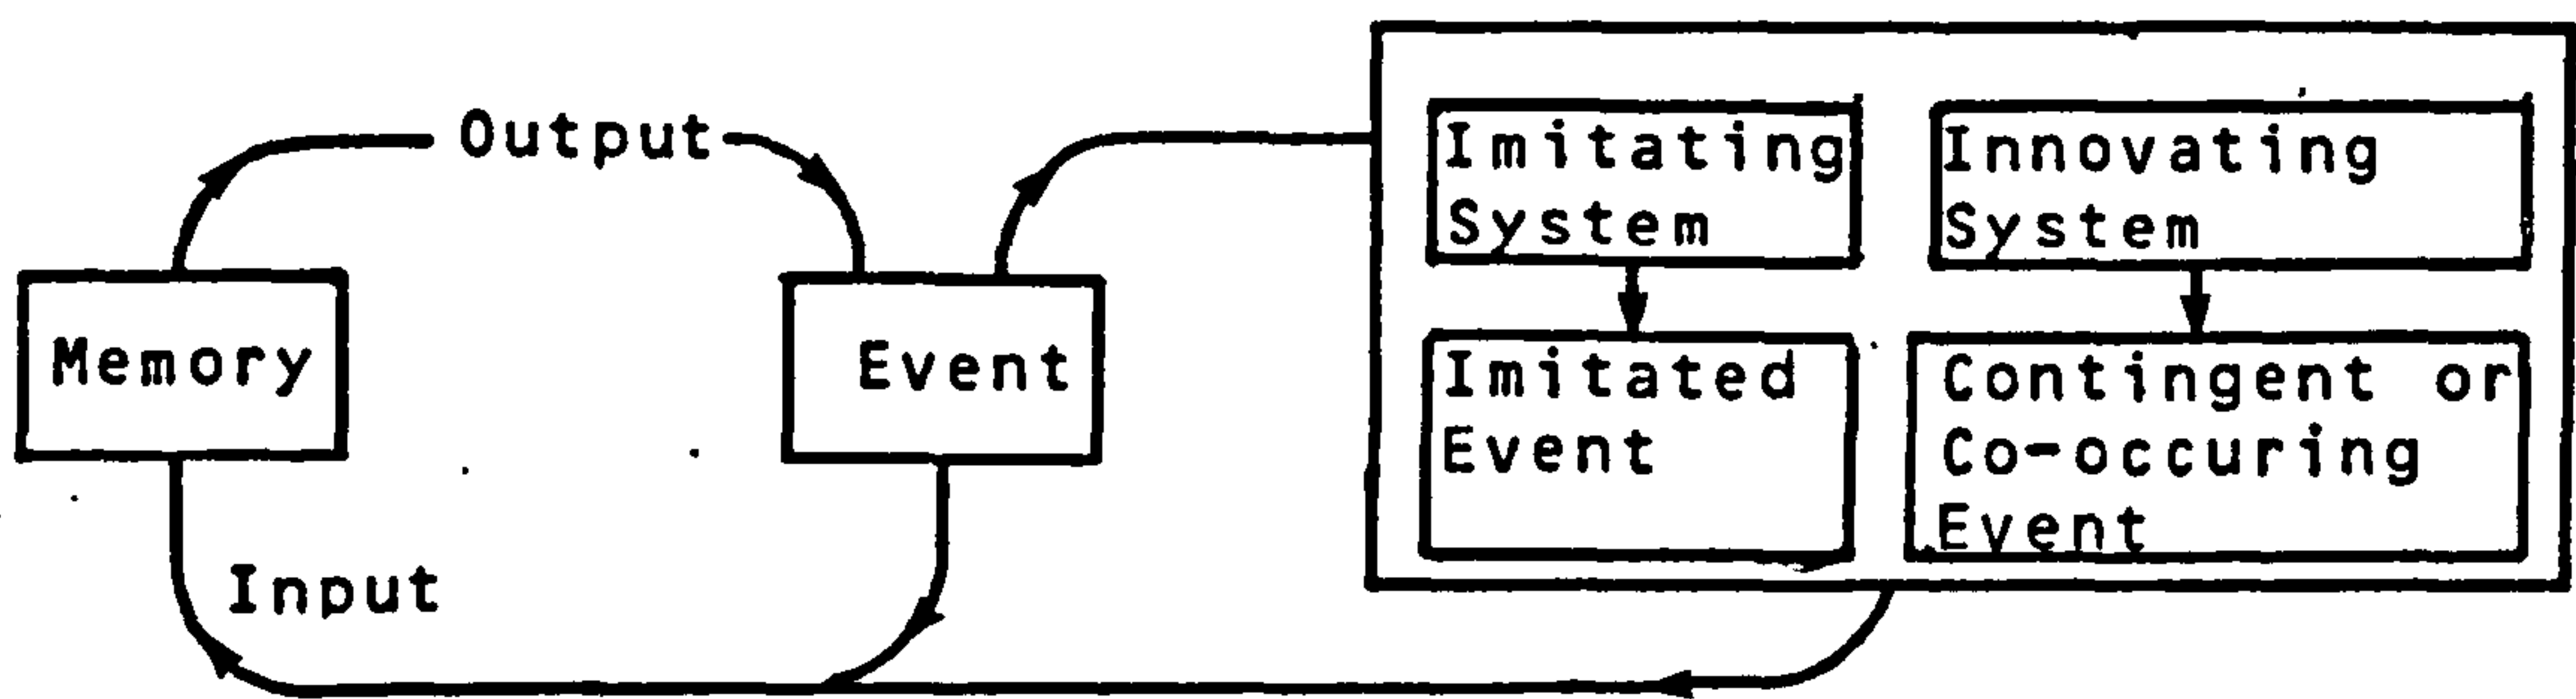 Output
Memory
Event
Input
Imitating
System
Innovating
System
Imitated
Event
Contingent or
Co-occuring
Event